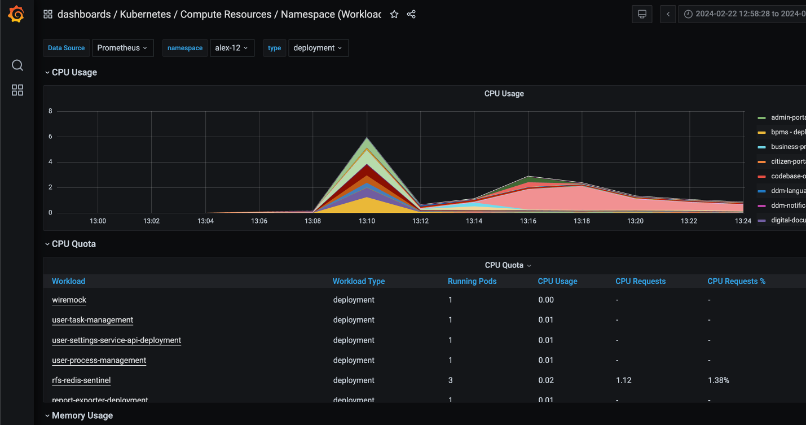 dashboards / Kubernetes / Compute Resources / Namespace (Workloa
2024-02-22 12:58:28 to 2024-0
Data Source Prometheus namespace alex-12 type deployment
CPU Usage
CPU Usage
8
6
4
2
0
13:00 13:02 13:04 13:06 13:08 13:10 13:12 13:14 13:16 13:18 13:20 13:22 13:24
admin-porta
bpms - depl
business-pr
citizen-porta
codebase-o
ddm-langua
ddm-notific
digital-docu
CPU Quota
CPU Quota
Workload Workload Type Running Pods CPU Usage CPU Requests CPU Requests %
wiremock deployment 1 0.00 - -
user-task-management deployment 1 0.01 - -
user-settings-service-api-deployment deployment 1 0.01 - -
user-process-management deployment 1 0.01 - -
rfs-redis-sentinel deployment 3 0.02 1.12 1.38%
report-exporter-deployment deployment 1 0.01 - -
Memory Usage